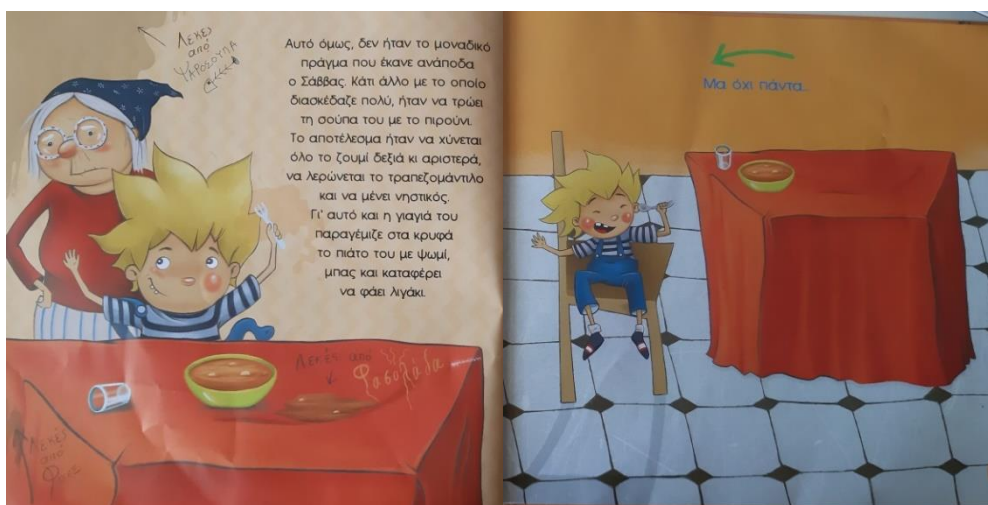 Λεκές
από
ΨΑΡΟΣΟΥΠΑ
Αυτό όμως, δεν ήταν το μοναδικό
πράγμα που έκανε ανάποδα
ο Σάββας. Κάτι άλλο με το οποίο
διασκέδαζε πολύ, ήταν να τρώει
τη σούπα του με το πιρούνι.
Το αποτέλεσμα ήταν να χύνεται
όλο το ζουμί δεξιά κι αριστερά,
να λερώνεται το τραπεζομάντιλο
και να μένει νηστικός.
Γι' αυτό και η γιαγιά του
παραγέμιζε στα κρυφά
το πιάτο του με ψωμί,
μπας και καταφέρει
να φάει λιγάκι.
Λεκές από
Φασολάδα
Λεκές
από
Μα όχι πάντα...